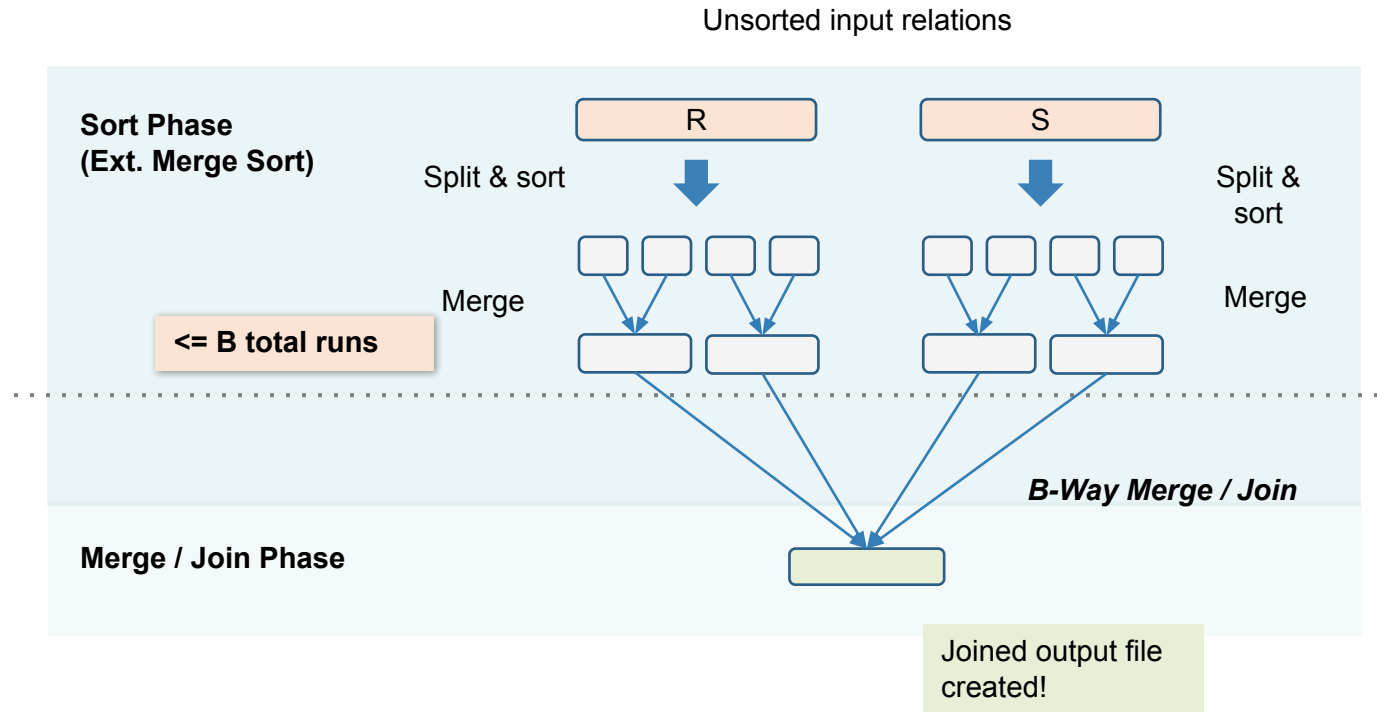 Unsorted input relations
Sort Phase
(Ext. Merge Sort)
R
S
Split & sort
Split &
sort
Merge
Merge
<= B total runs
B-Way Merge / Join
Merge / Join Phase
Joined output file
created!